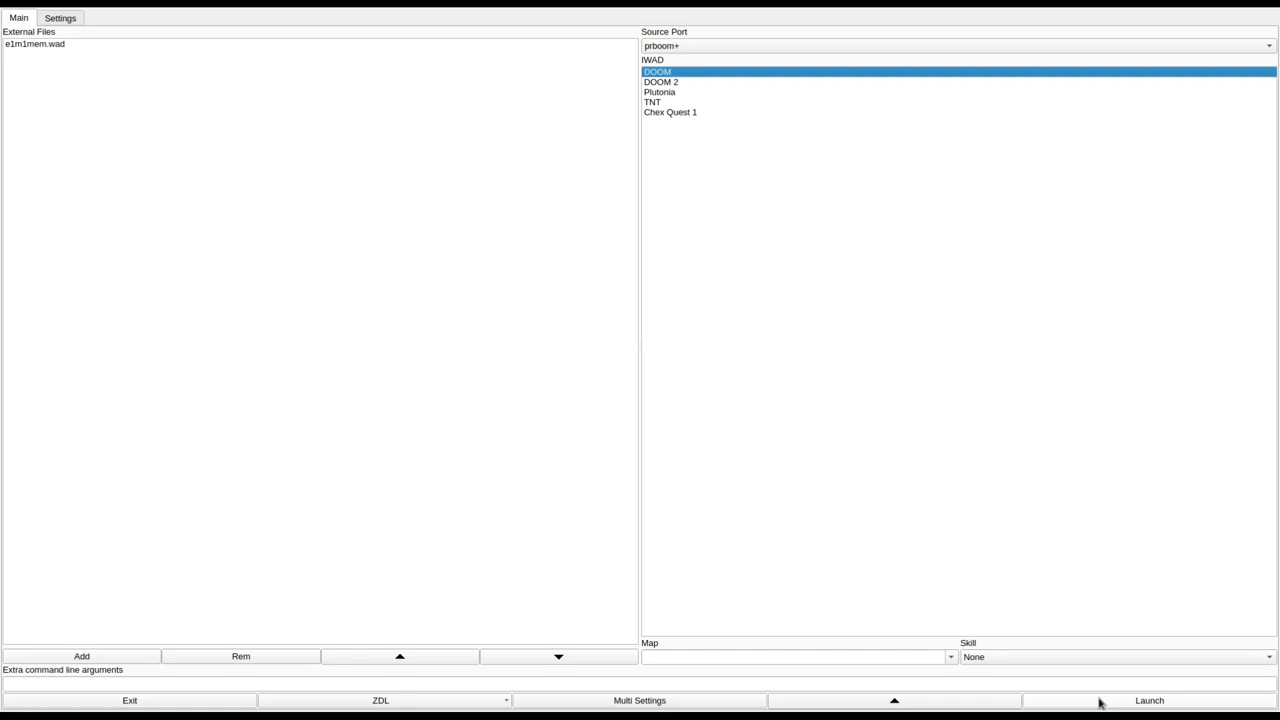 Main Settings
External Files
e1m1mem.wad
Source Port
prboom+
IWAD
DOOM
DOOM 2
Plutonia
TNT
Chex Quest 1
Map Skill
None
Add Rem
Extra command line arguments
Exit ZDL Multi Settings Launch